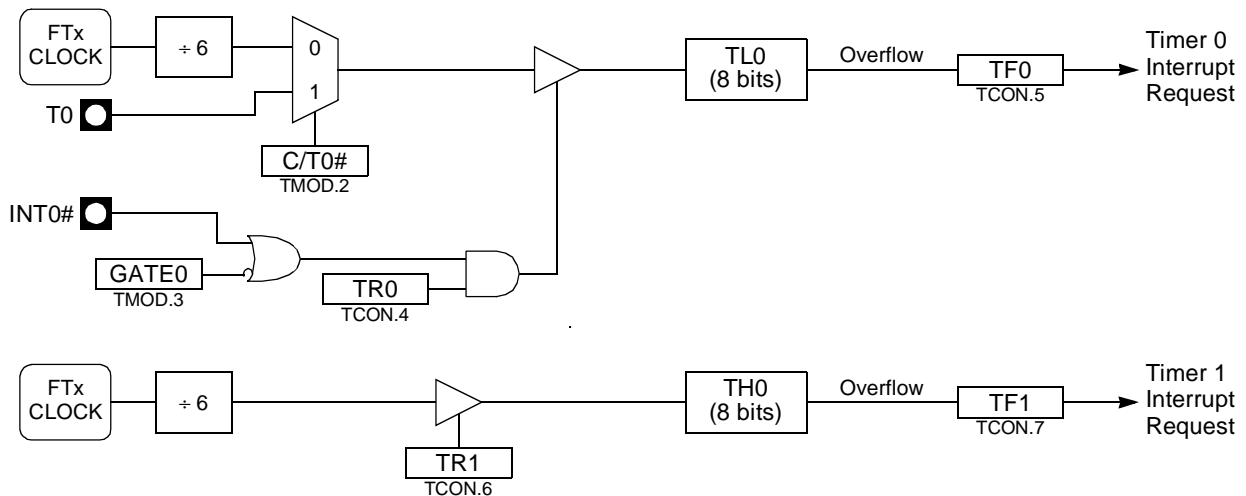 FTx
CLOCK
÷ 6
0
1
T0
C/T0#
TMOD.2
TL0
(8 bits)
Overflow
TF0
TCON.5
Timer 0
Interrupt
Request
INT0#
GATE0
TMOD.3
TR0
TCON.4
FTx
CLOCK
÷ 6
TR1
TCON.6
TH0
(8 bits)
Overflow
TF1
TCON.7
Timer 1
Interrupt
Request